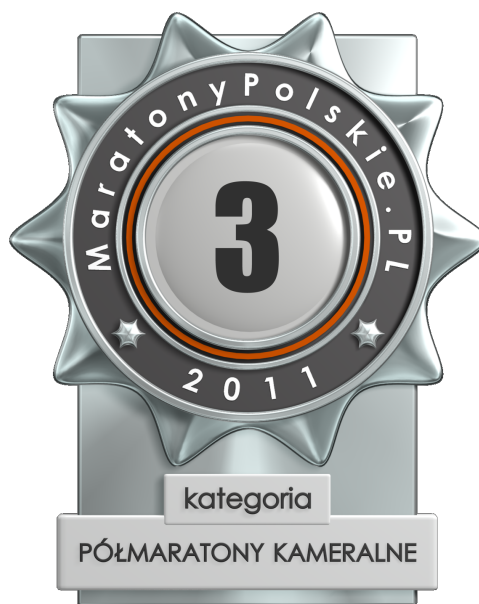 MaratonyPolskie.PL
3
2011
kategoria
PÓŁMARATONY KAMERALNE